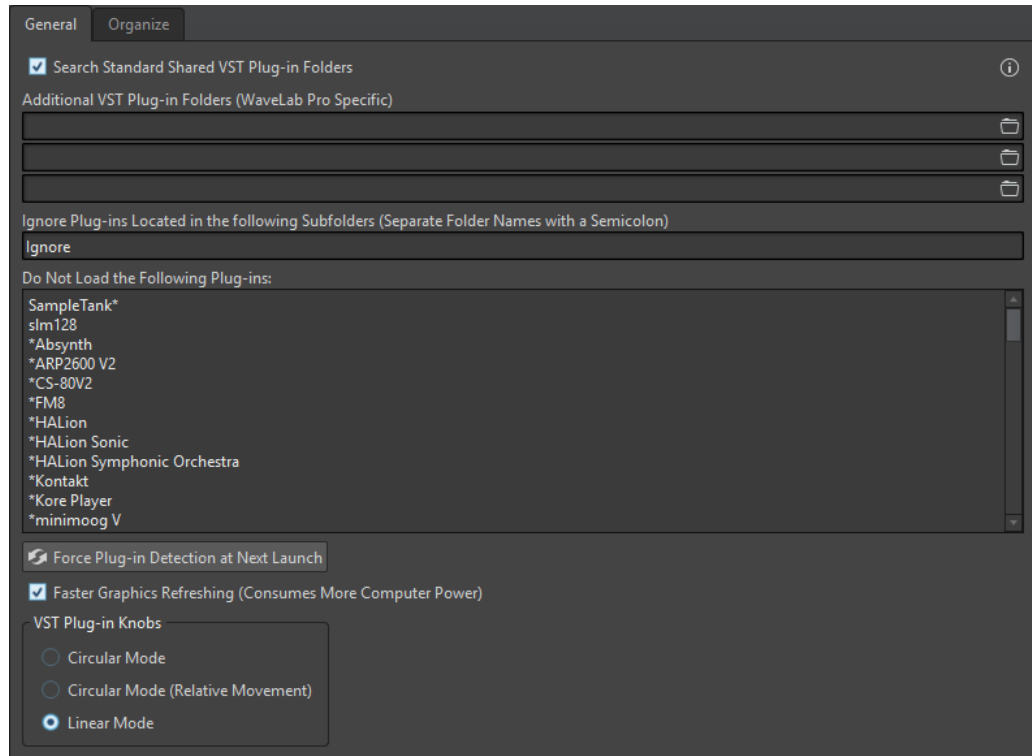 General
Organize
Search Standard Shared VST Plug-in Folders
Additional VST Plug-in Folders (WaveLab Pro Specific)
Ignore Plug-ins Located in the following Subfolders (Separate Folder Names with a Semicolon)
Ignore
Do Not Load the Following Plug-ins:
SampleTank*
slm128
*Absynth
*ARP2600 V2
*CS-80V2
*FM8
*HALion
*HALion Sonic
*HALion Symphonic Orchestra
*Kontakt
*Kore Player
*minimoog V
Force Plug-in Detection at Next Launch
Faster Graphics Refreshing (Consumes More Computer Power)
VST Plug-in Knobs
Circular Mode
Circular Mode (Relative Movement)
Linear Mode